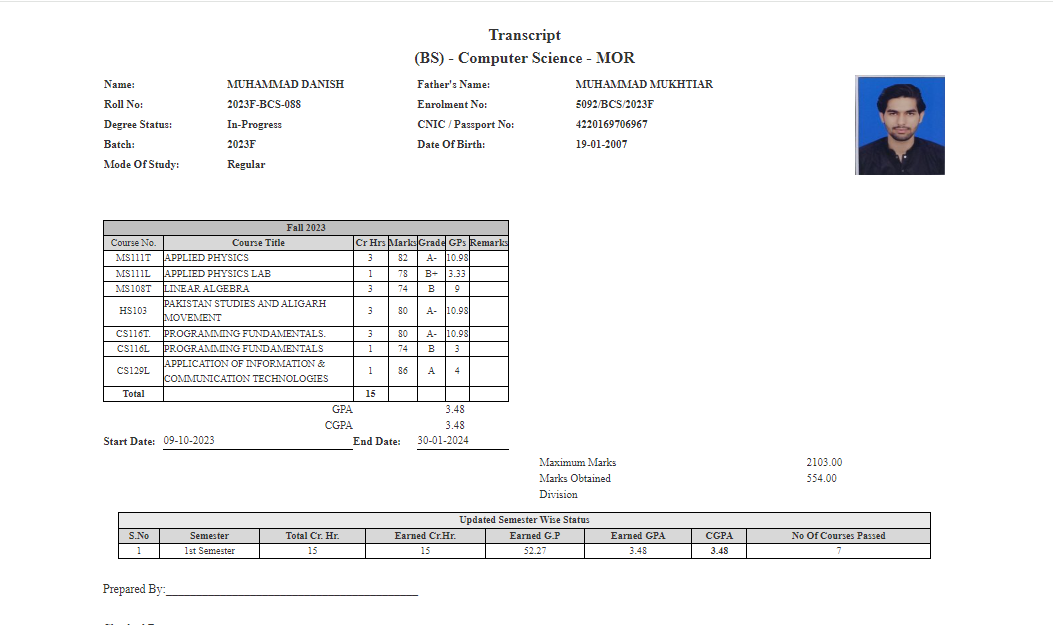 Transcript
(BS) - Computer Science - MOR
Name: MUHAMMAD DANISH Father's Name: MUHAMMAD MUKHTIAR
Roll No: 2023F-BCS-088 Enrolment No: 5092/BCS/2023F
Degree Status: In-Progress CNIC / Passport No: 4220169706967
Batch: 2023F Date Of Birth: 19-01-2007
Mode Of Study: Regular
Fall 2023
Course No. Course Title Cr Hrs Marks Grade GPs Remarks
MS111T APPLIED PHYSICS 3 82 A- 10.98
MS111L APPLIED PHYSICS LAB 1 78 B+ 3.33
MS108T LINEAR ALGEBRA 3 74 B 9
HS103 PAKISTAN STUDIES AND ALIGARH MOVEMENT 3 80 A- 10.98
CS116T. PROGRAMMING FUNDAMENTALS. 3 80 A- 10.98
CS116L PROGRAMMING FUNDAMENTALS 1 74 B 3
CS129L APPLICATION OF INFORMATION & COMMUNICATION TECHNOLOGIES 1 86 A 4
Total 15
GPA 3.48
CGPA 3.48
Start Date: 09-10-2023 End Date: 30-01-2024
Maximum Marks 2103.00
Marks Obtained 554.00
Division
Updated Semester Wise Status
S.No Semester Total Cr. Hr. Earned Cr.Hr. Earned G.P Earned GPA CGPA No Of Courses Passed
1 1st Semester 15 15 52.27 3.48 3.48 7
Prepared By: